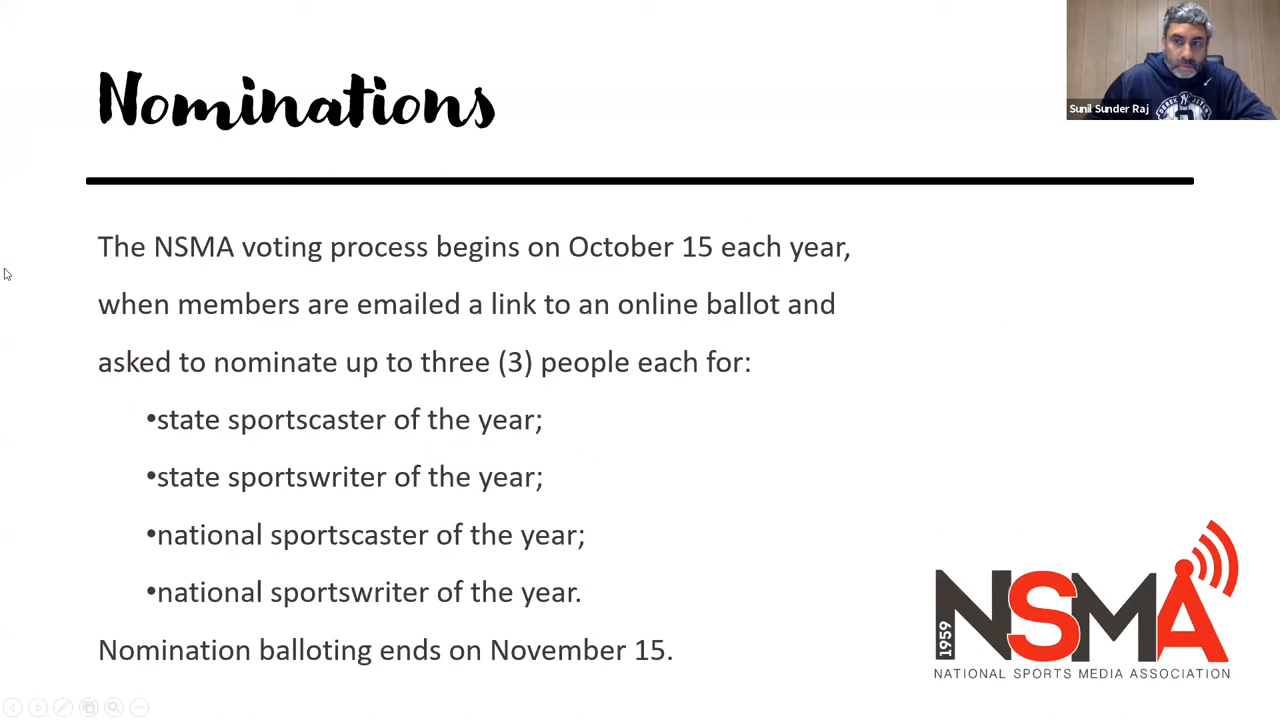 Nominations
Sunil Sunder Raj
The NSMA voting process begins on October 15 each year,
when members are emailed a link to an online ballot and
asked to nominate up to three (3) people each for:
•state sportscaster of the year;
•state sportswriter of the year;
•national sportscaster of the year;
•national sportswriter of the year.
Nomination balloting ends on November 15.
1959
NSMA
NATIONAL SPORTS MEDIA ASSOCIATION